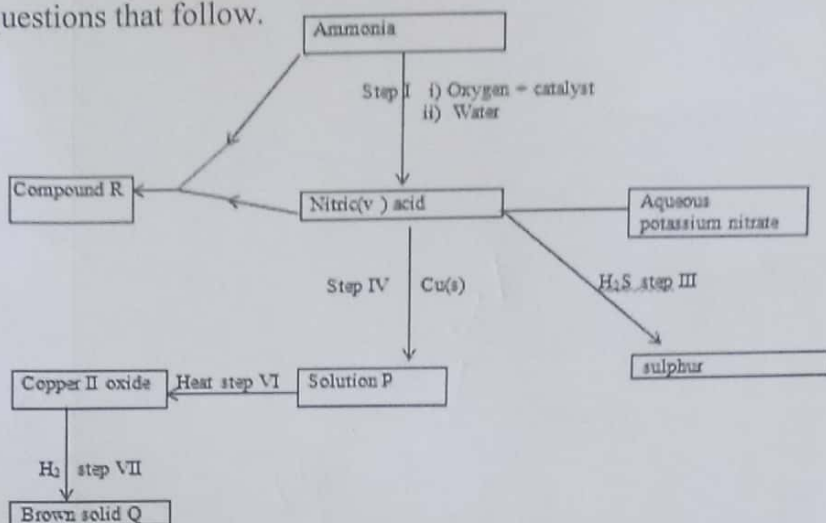 uestions that follow.
Ammonia
Step I i) Oxygen = catalyst
ii) Water
Compound R
Nitric(v ) acid
Aqueous
potassium nitrate
Step IV Cu(s)
H₂S step III
sulphur
Copper II oxide
Heat step VI
Solution P
H₂ step VII
Brown solid Q